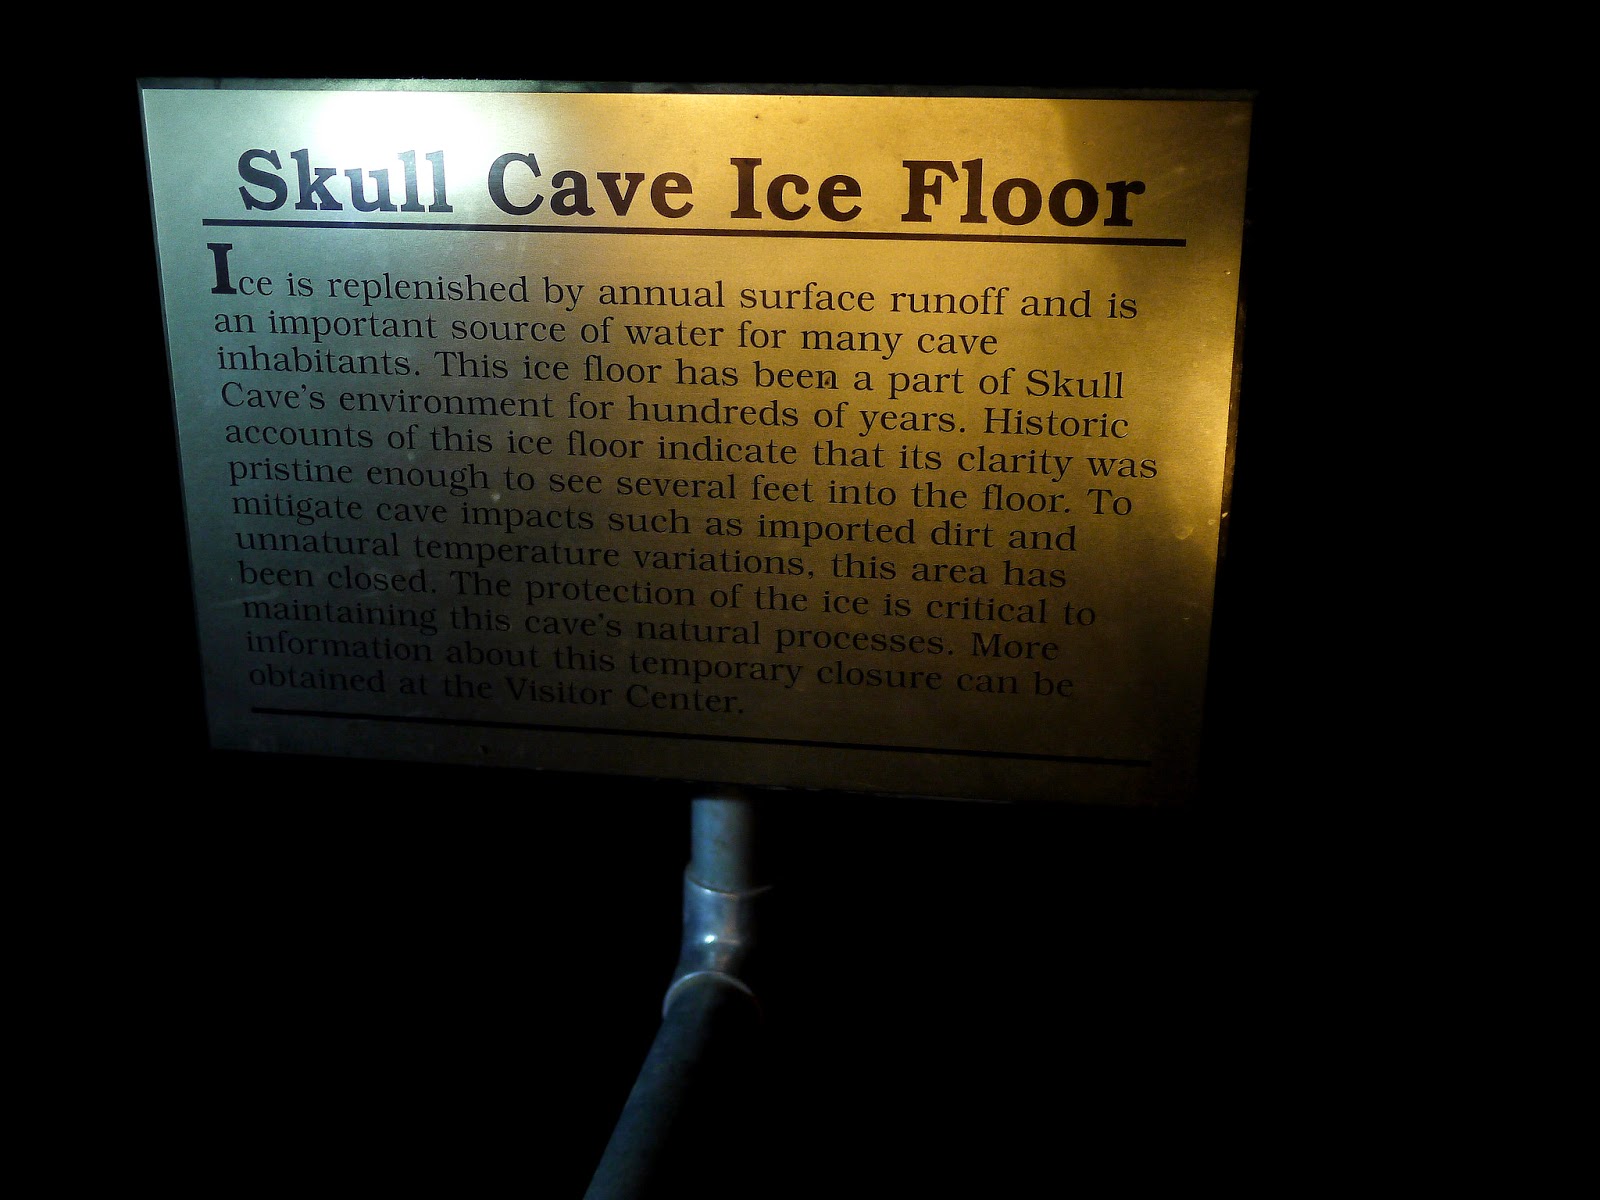 Skull Cave Ice Floor
Ice is replenished by annual surface runoff and is
an important source of water for many cave
inhabitants. This ice floor has been a part of Skull
Cave's environment for hundreds of years. Historic
accounts of this ice floor indicate that its clarity was
pristine enough to see several feet into the floor. To
mitigate cave impacts such as imported dirt and
unnatural temperature variations, this area has
been closed. The protection of the ice is critical to
maintaining this cave's natural processes. More
information about this temporary closure can be
obtained at the Visitor Center.